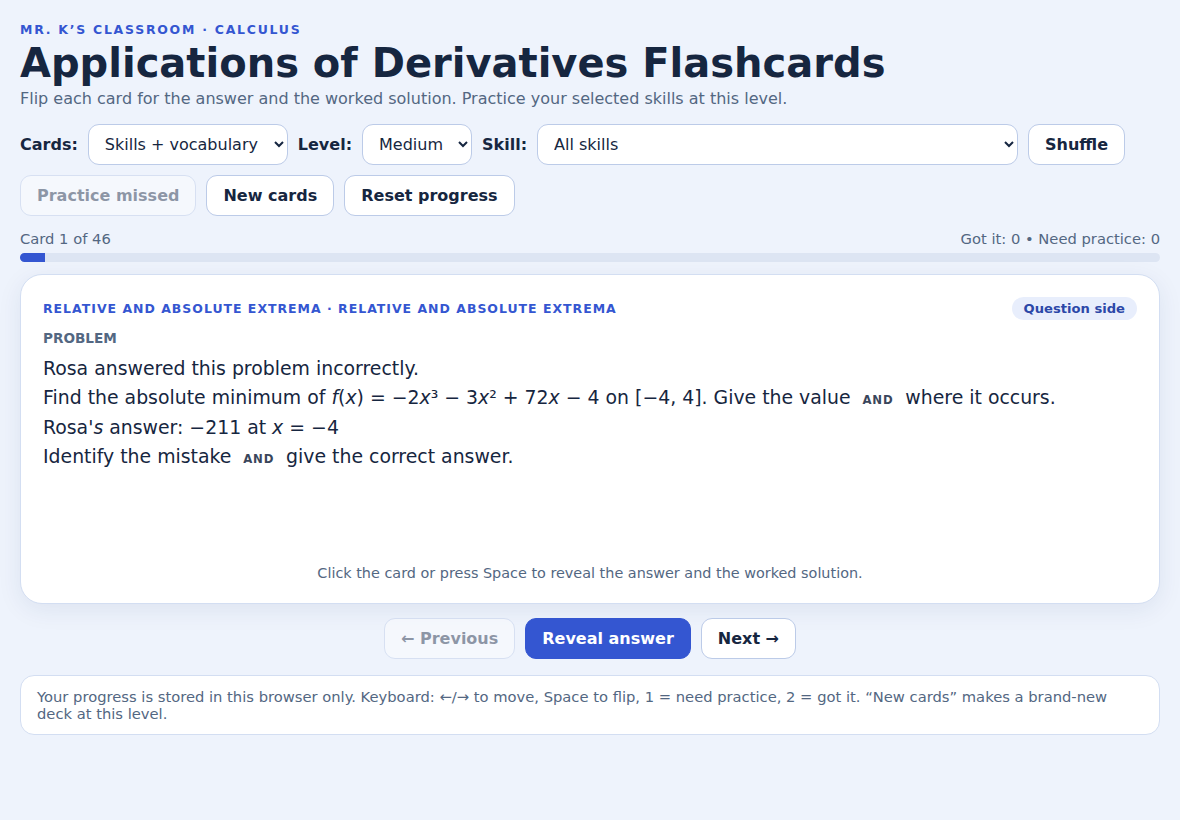 MR. K'S CLASSROOM · CALCULUS
Applications of Derivatives Flashcards
Flip each card for the answer and the worked solution. Practice your selected skills at this level.
Cards: Skills + vocabulary Level: Medium Skill: All skills Shuffle
Practice missed New cards Reset progress
Card 1 of 46 Got it: 0 • Need practice: 0
RELATIVE AND ABSOLUTE EXTREMA · RELATIVE AND ABSOLUTE EXTREMA Question side
PROBLEM
Rosa answered this problem incorrectly.
Find the absolute minimum of f(x) = −2x³ − 3x² + 72x − 4 on [−4, 4]. Give the value AND where it occurs.
Rosa's answer: −211 at x = −4
Identify the mistake AND give the correct answer.
Click the card or press Space to reveal the answer and the worked solution.
← Previous Reveal answer Next →
Your progress is stored in this browser only. Keyboard: ←/→ to move, Space to flip, 1 = need practice, 2 = got it. “New cards” makes a brand-new
deck at this level.